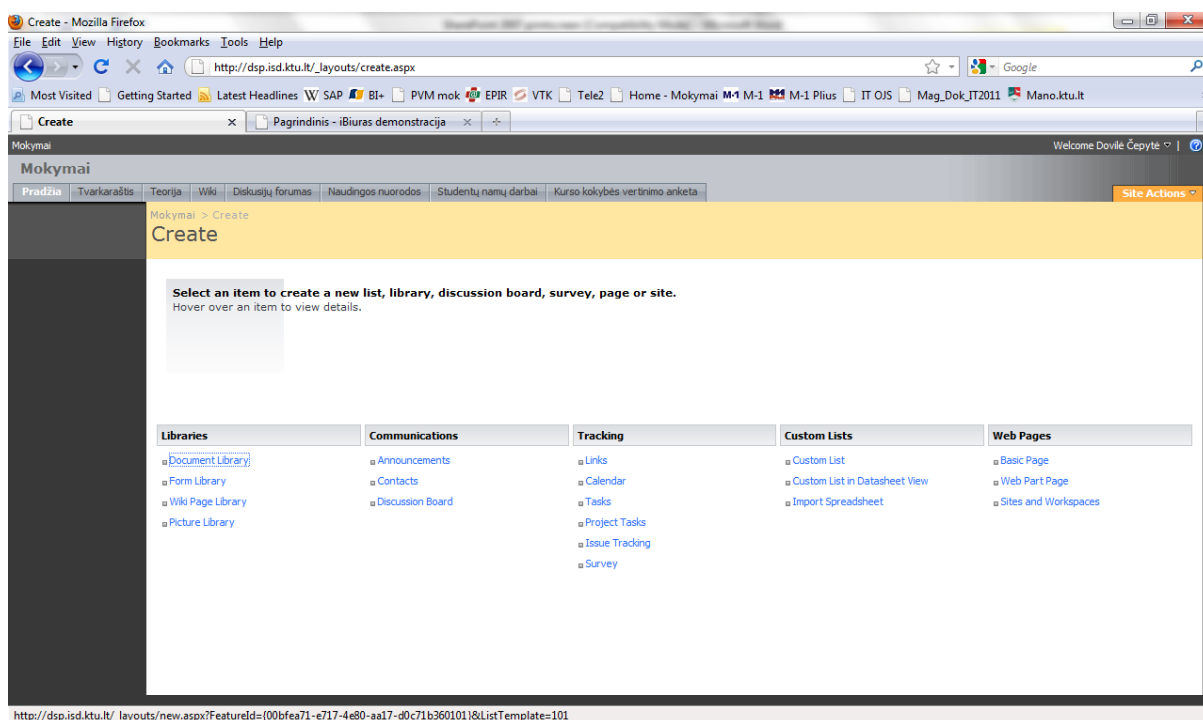 Create - Mozilla Firefox
File Edit View History Bookmarks Tools Help
http://dsp.isd.ktu.lt/_layouts/create.aspx
Google
Most Visited Getting Started Latest Headlines SAP BI+ PVM mok EPIR VTK Tele2 Home - Mokymai M-1 M-1 M-1 Plius IT OJS Mag_Dok_IT2011 Mano.ktu.lt
Create Pagrindinis - iBiuras demonstracija
Mokymai Welcome Dovilė Čepytė
Mokymai
Pradžia Tvarkaraštis Teorija Wiki Diskusijų forumas Naudingos nuorodos Studentų namų darbai Kurso kokybės vertinimo anketa Site Actions
Mokymai > Create
Create
Select an item to create a new list, library, discussion board, survey, page or site.
Hover over an item to view details.
Libraries Communications Tracking Custom Lists Web Pages
Document Library Announcements Links Custom List Basic Page
Form Library Contacts Calendar Custom List in Datasheet View Web Part Page
Wiki Page Library Discussion Board Tasks Import Spreadsheet Sites and Workspaces
Picture Library Project Tasks
Issue Tracking
Survey
http://dsp.isd.ktu.lt/_layouts/new.aspx?FeatureId={00bfea71-e717-4e80-aa17-d0c71b360101}&ListTemplate=101